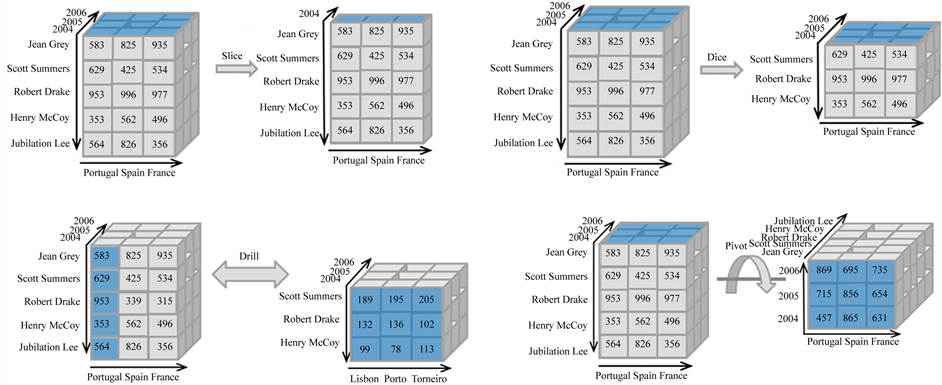 2006
2005
2004
Jean Grey 583 825 935
Scott Summers 629 425 534
Robert Drake 953 996 977
Henry McCoy 353 562 496
Jubilation Lee 564 826 356
Portugal Spain France
Slice
2004
Jean Grey 583 825 935
Scott Summers 629 425 534
Robert Drake 953 996 977
Henry McCoy 353 562 496
Jubilation Lee 564 826 356
Portugal Spain France
2006
2005
2004
Jean Grey 583 825 935
Scott Summers 629 425 534
Robert Drake 953 996 977
Henry McCoy 353 562 496
Jubilation Lee 564 826 356
Portugal Spain France
Dice
2006
2005
2004
Scott Summers 629 425 534
Robert Drake 953 996 977
Henry McCoy 353 562 496
Portugal Spain France
2006
2005
2004
Jean Grey 583 825 935
Scott Summers 629 425 534
Robert Drake 953 339 315
Henry McCoy 353 562 496
Jubilation Lee 564 826 356
Portugal Spain France
Drill
2006
2005
2004
Scott Summers 189 195 205
Robert Drake 132 136 102
Henry McCoy 99 78 113
Lisbon Porto Torneiro
2006
2005
2004
Jean Grey 583 825 935
Scott Summers 629 425 534
Robert Drake 953 996 977
Henry McCoy 353 562 496
Jubilation Lee 564 826 356
Portugal Spain France
Pivot
Jubilation Lee
Henry McCoy
Robert Drake
Scott Summers
Jean Grey
2006 869 695 735
2005 715 856 654
2004 457 865 631
Portugal Spain France